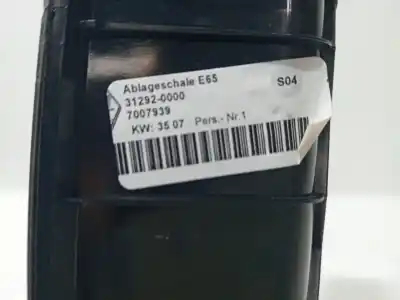 Ablageschale E65 S04
31292-0000
7007939
KW: 35 07 Pers.- Nr.1